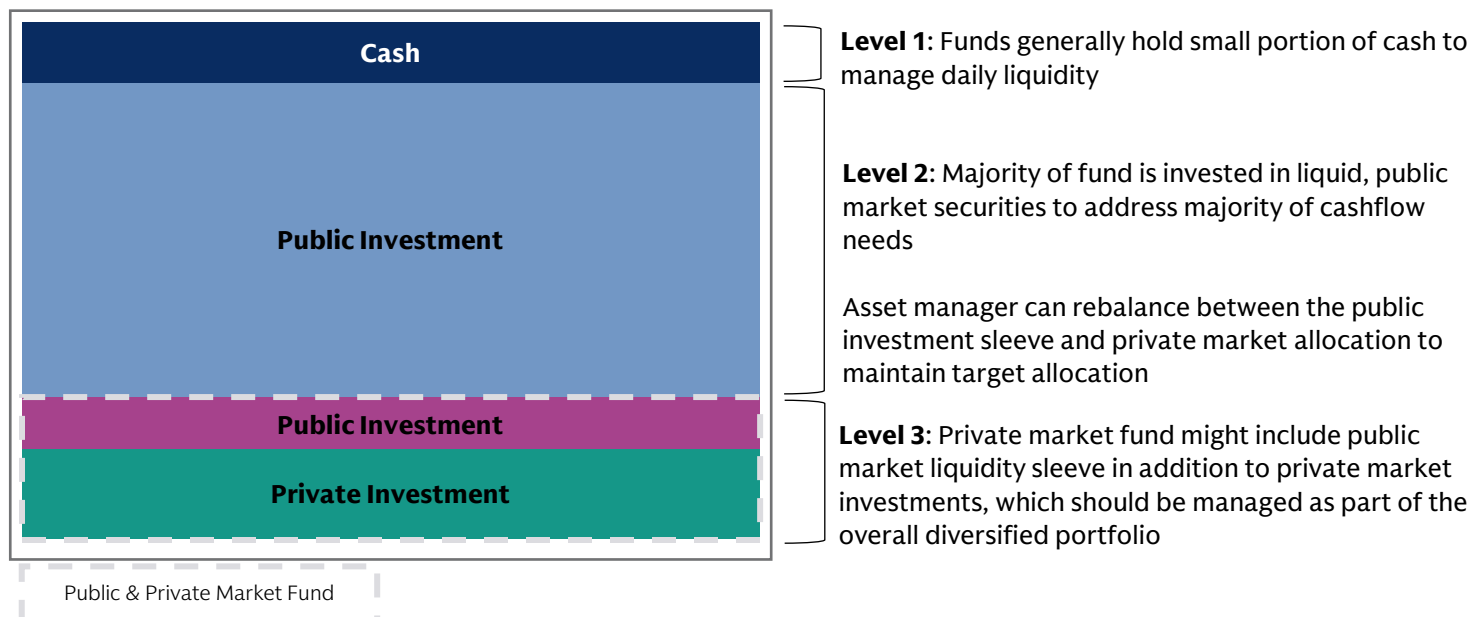 Cash
Level 1: Funds generally hold small portion of cash to
manage daily liquidity
Public Investment
Level 2: Majority of fund is invested in liquid, public
market securities to address majority of cashflow
needs
Asset manager can rebalance between the public
investment sleeve and private market allocation to
maintain target allocation
Public Investment
Private Investment
Level 3: Private market fund might include public
market liquidity sleeve in addition to private market
investments, which should be managed as part of the
overall diversified portfolio
Public & Private Market Fund